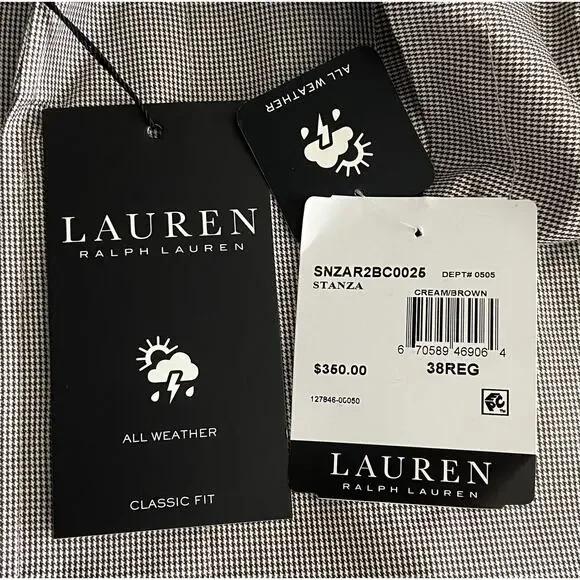 LAUREN
RALPH LAUREN
ALL WEATHER
CLASSIC FIT
ALL WEATHER
SNZAR2BC0025 DEPT# 0505
STANZA
CREAM/BROWN
6 70589 46906 4
$350.00 38REG
127846-00050
LAUREN
RALPH LAUREN